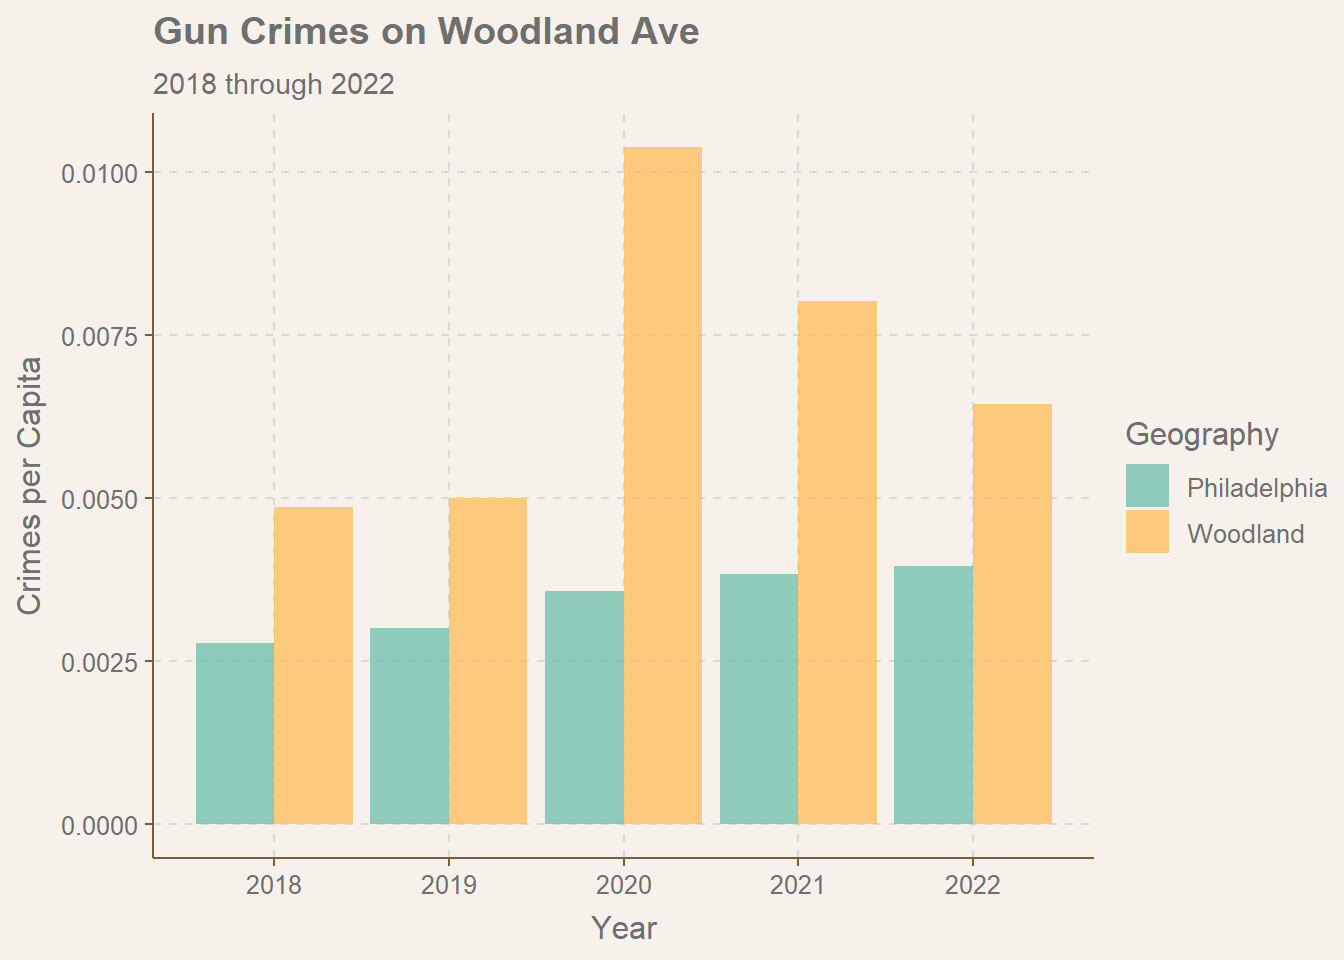 Gun Crimes on Woodland Ave
2018 through 2022
Crimes per Capita
0.0100
0.0075
0.0050
0.0025
0.0000
2018 2019 2020 2021 2022
Year
Geography
Philadelphia
Woodland